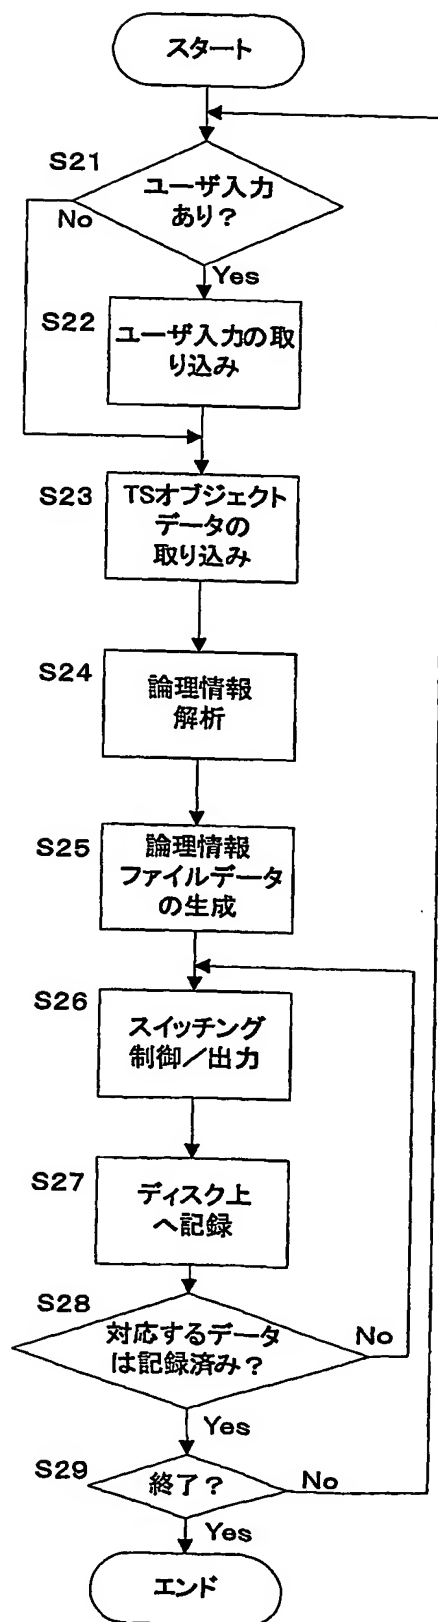 スタート
S21
ユーザ入力
あり？
No
Yes
S22
ユーザ入力の取
り込み
S23
TSオブジェクト
データの
取り込み
S24
論理情報
解析
S25
論理情報
ファイルデータ
の生成
S26
スイッチング
制御／出力
S27
ディスク上
へ記録
S28
対応するデータ
は記録済み？
No
Yes
S29
終了？
No
Yes
エンド